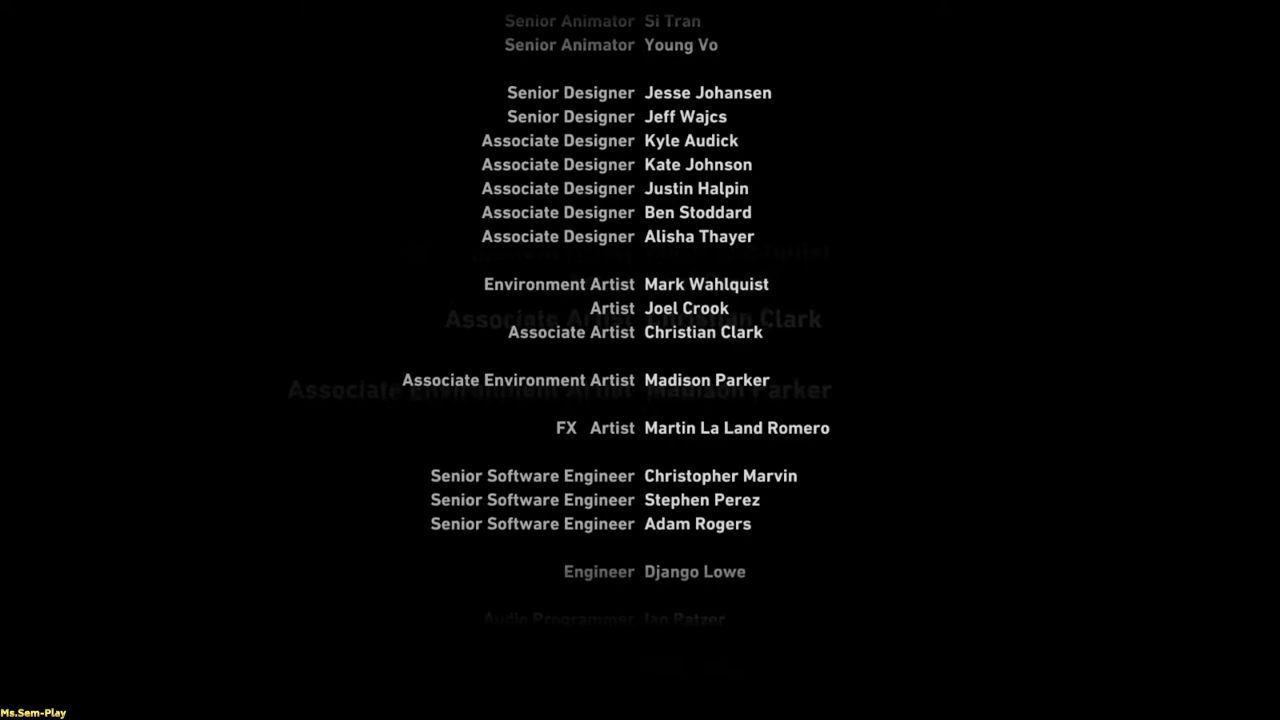 Senior Animator Si Tran
Senior Animator Young Vo
Senior Designer Jesse Johansen
Senior Designer Jeff Wajcs
Associate Designer Kyle Audick
Associate Designer Kate Johnson
Associate Designer Justin Halpin
Associate Designer Ben Stoddard
Associate Designer Alisha Thayer
Environment Artist Mark Wahlquist
Artist Joel Crook
Associate Artist Christian Clark
Associate Environment Artist Madison Parker
FX Artist Martin La Land Romero
Senior Software Engineer Christopher Marvin
Senior Software Engineer Stephen Perez
Senior Software Engineer Adam Rogers
Engineer Django Lowe
Audio Programmer Ian Ratzer
Ms.Sem-Play